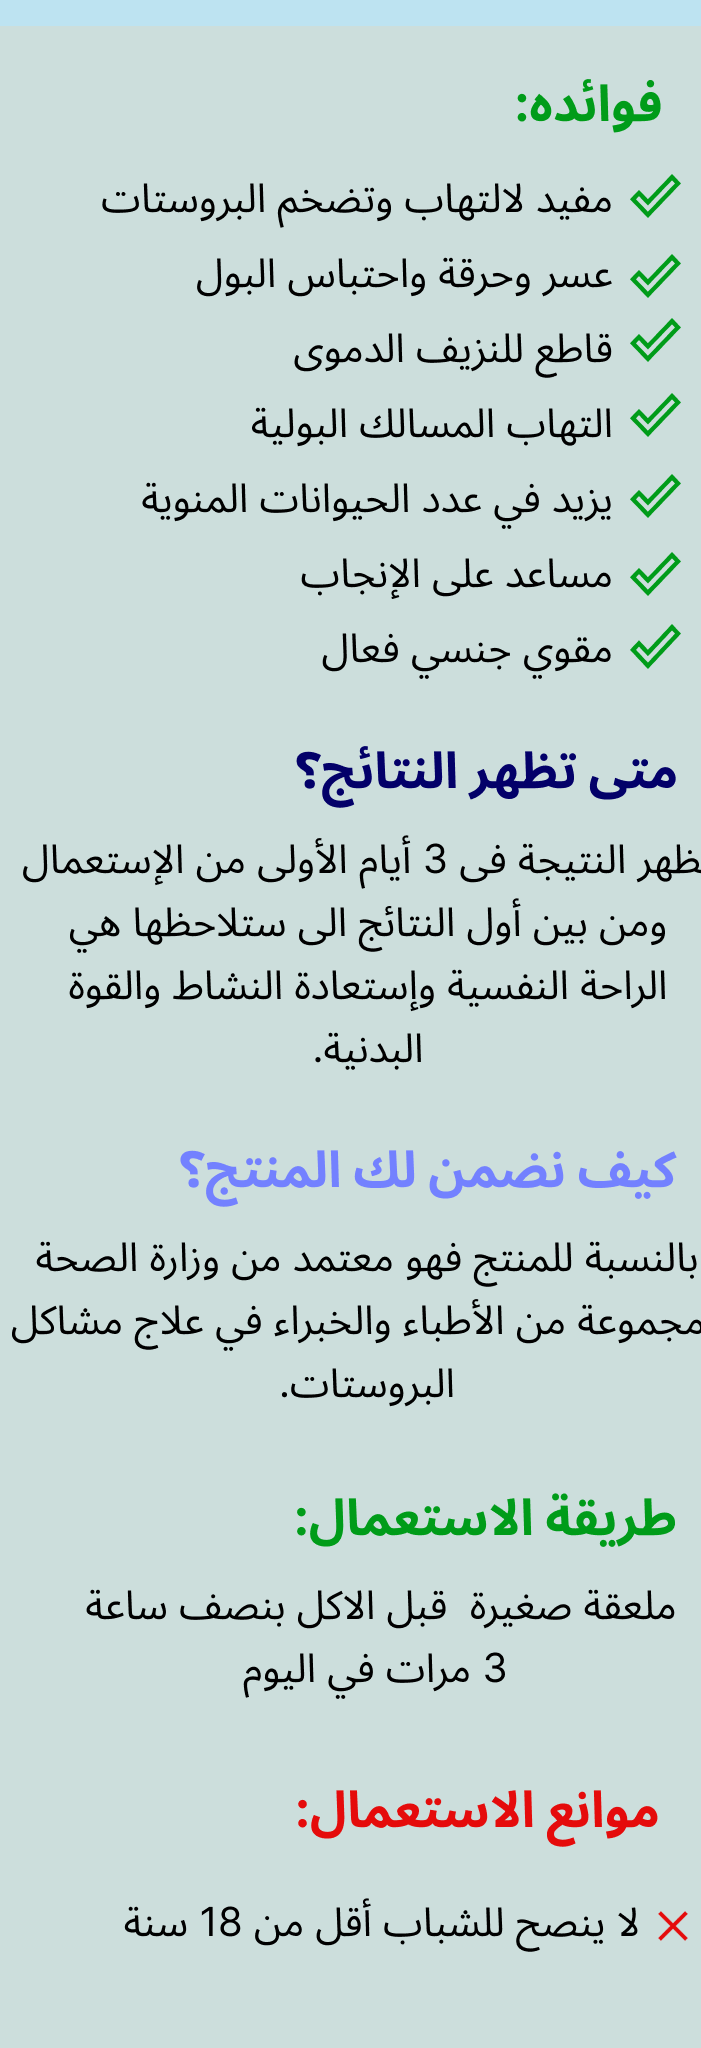 فوائده:
مفيد لالتهاب وتضخم البروستات
عسر وحرقة واحتباس البول
قاطع للنزيف الدموى
التهاب المسالك البولية
يزيد في عدد الحيوانات المنوية
مساعد على الإنجاب
مقوي جنسي فعال
متى تظهر النتائج؟
ظهر النتيجة فى 3 أيام الأولى من الإستعمال
ومن بين أول النتائج الى ستلاحظها هي
الراحة النفسية وإستعادة النشاط والقوة
البدنية.
كيف نضمن لك المنتج؟
بالنسبة للمنتج فهو معتمد من وزارة الصحة
مجموعة من الأطباء والخبراء في علاج مشاكل
البروستات.
طريقة الاستعمال:
ملعقة صغيرة قبل الاكل بنصف ساعة
3 مرات في اليوم
موانع الاستعمال:
لا ينصح للشباب أقل من 18 سنة